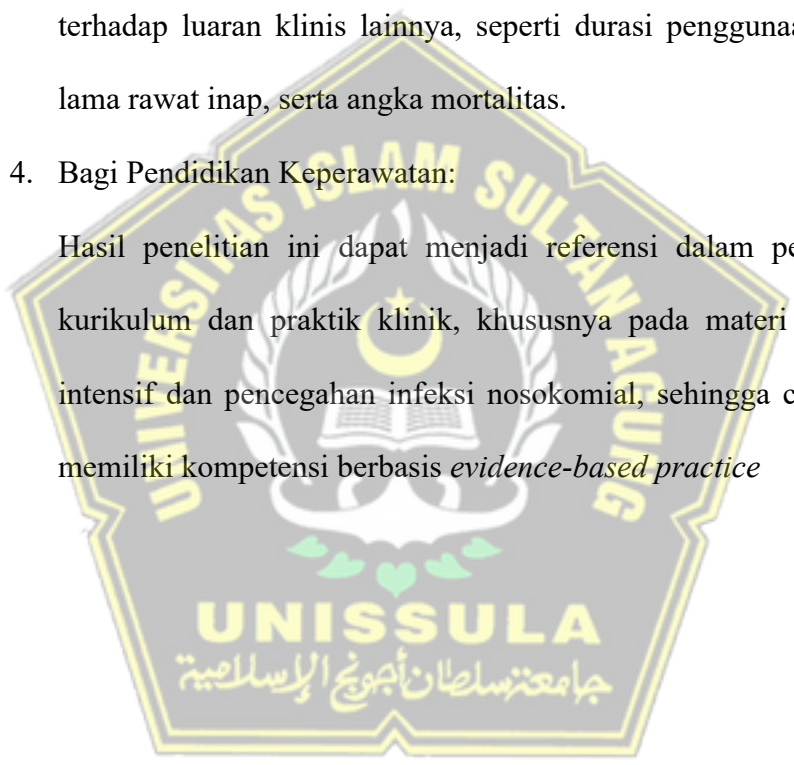 terhadap luaran klinis lainnya, seperti durasi
lama rawat inap, serta angka mortalitas.
4. Bagi Pendidikan Keperawatan:
Hasil penelitian ini dapat menjadi referensi dalam
kurikulum dan praktik klinik, khususnya pada materi
intensif dan pencegahan infeksi nosokomial, sehingga
memiliki kompetensi berbasis evidence-based practice
UNIVERSITAS ISLAM SULTAN AGUNG
UNISSULA
جامعة سلطان أجونج الإسلامية